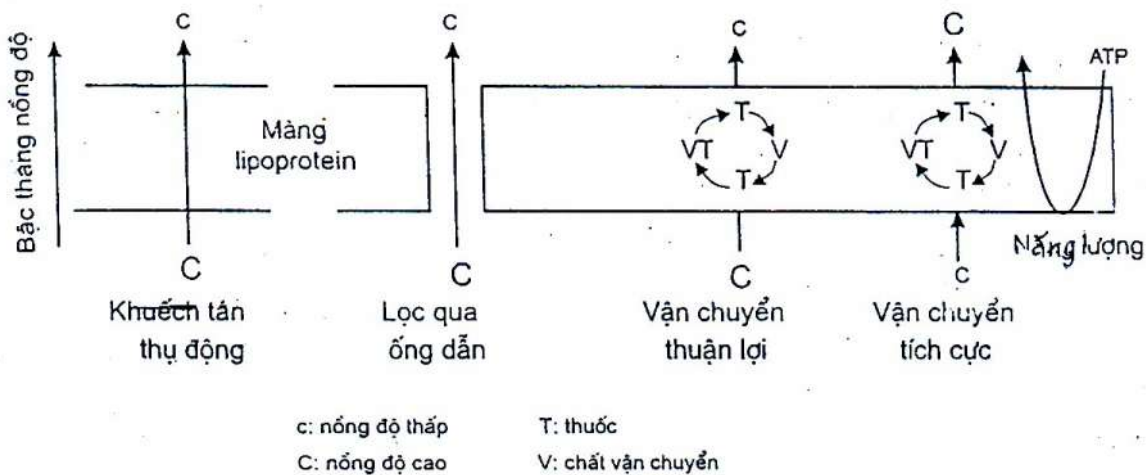 Bậc thang nồng độ
c
c
c
C
ATP
Màng
lipoprotein
T
VT
V
T
T
VT
V
T
C
C
C
c
Năng lượng
Khuếch tán
thụ động
Lọc qua
ống dẫn
Vận chuyển
thuận lợi
Vận chuyển
tích cực
c: nồng độ thấp
T: thuốc
C: nồng độ cao
V: chất vận chuyển